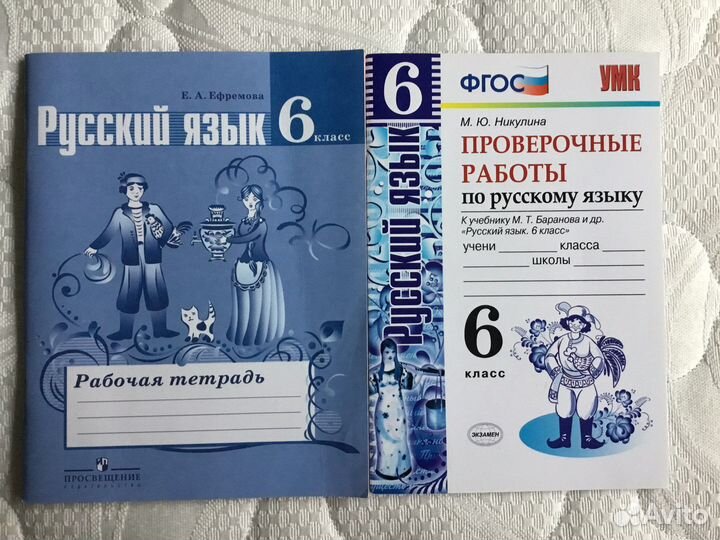 Е. А. Ефремова
Русский язык 6 класс
Рабочая тетрадь
ПРОСВЕЩЕНИЕ
ИЗДАТЕЛЬСТВО
6
Русский язык
ФГОС
УМК
М. Ю. Никулина
ПРОВЕРОЧНЫЕ
РАБОТЫ
по русскому языку
К учебнику М. Т. Баранова и др.
«Русский язык. 6 класс»
учени класса
школы
6
класс
ЭКЗАМЕН
Avito